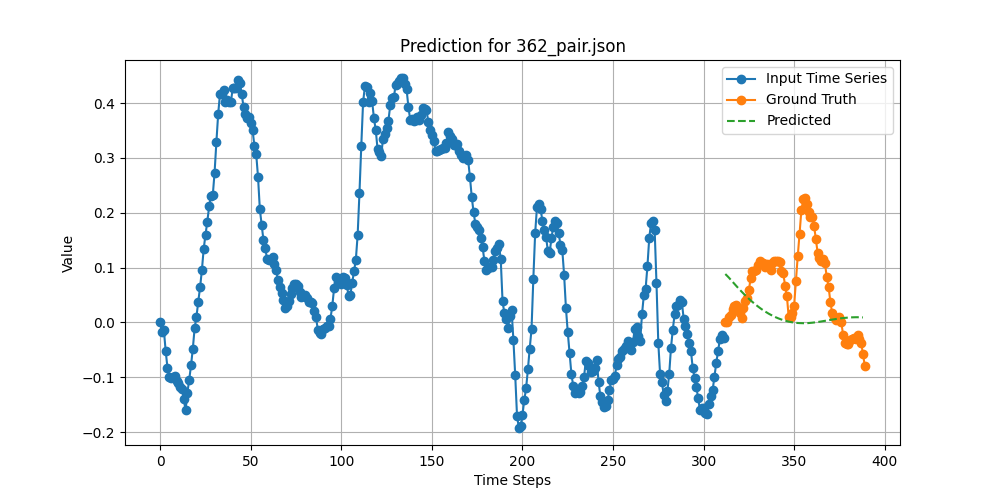 Prediction for 362_pair.json
Input Time Series
Ground Truth
Predicted
Value
0.4
0.3
0.2
0.1
0.0
−0.1
−0.2
0 50 100 150 200 250 300 350 400
Time Steps